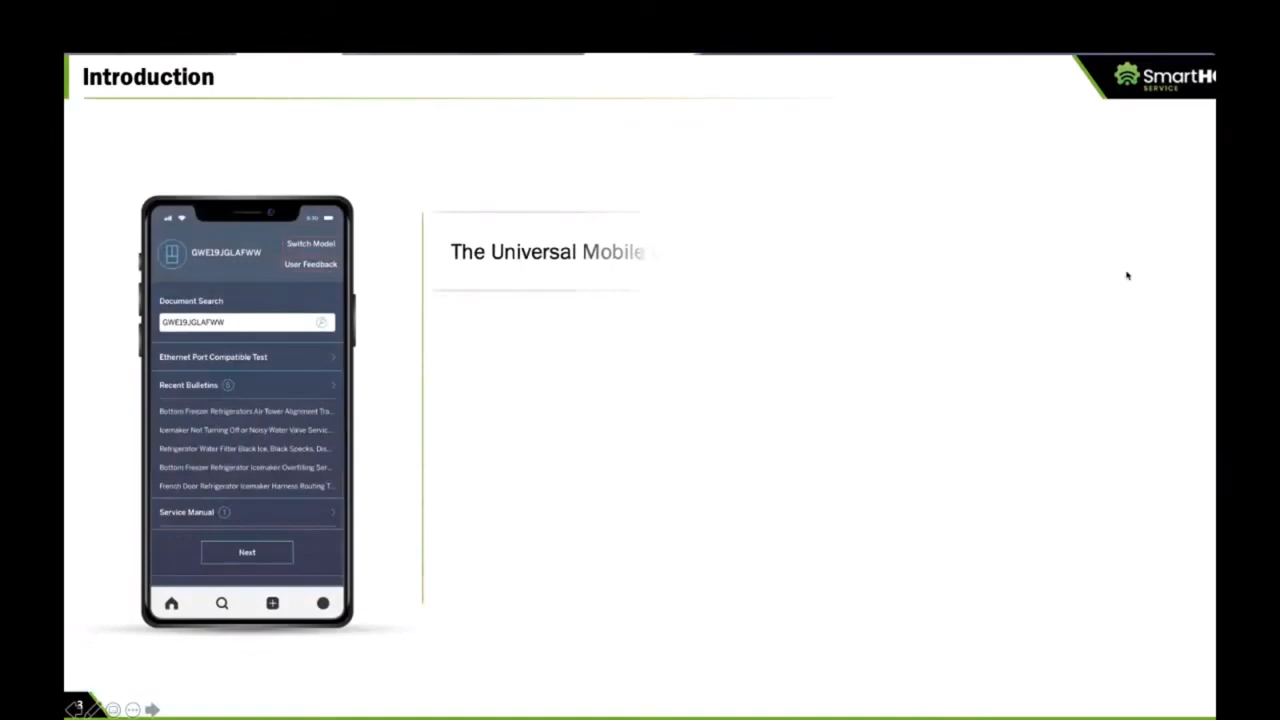 Introduction
SmartH
SERVICE
GWE19JGLAFWW
Switch Model
User Feedback
Document Search
GWE19JGLAFWW
Ethernet Port Compatible Test
Recent Bulletins 5
Bottom Freezer Refrigerators Air Tower Alignment Tra...
Icemaker Not Turning Off or Noisy Water Valve Servic...
Refrigerator Water Filter Black Ice, Black Specks, Dis...
Bottom Freezer Refrigerator Icemaker Overfilling Ser...
French Door Refrigerator Icemaker Harness Routing T...
Service Manual 1
Next
The Universal Mobile
3